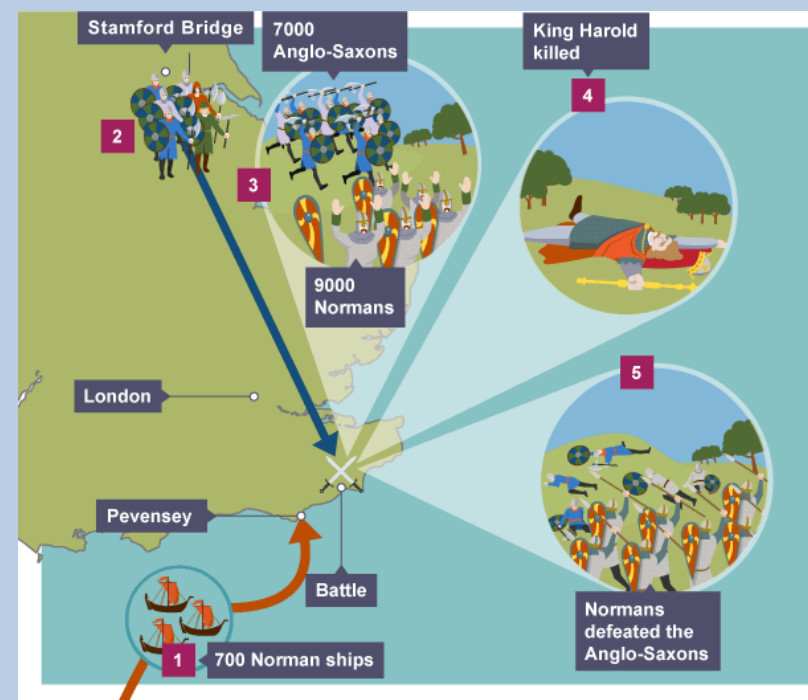 Stamford Bridge
7000
Anglo-Saxons
King Harold
killed
4
2
3
9000
Normans
5
London
Pevensey
Battle
1
700 Norman ships
Normans
defeated the
Anglo-Saxons